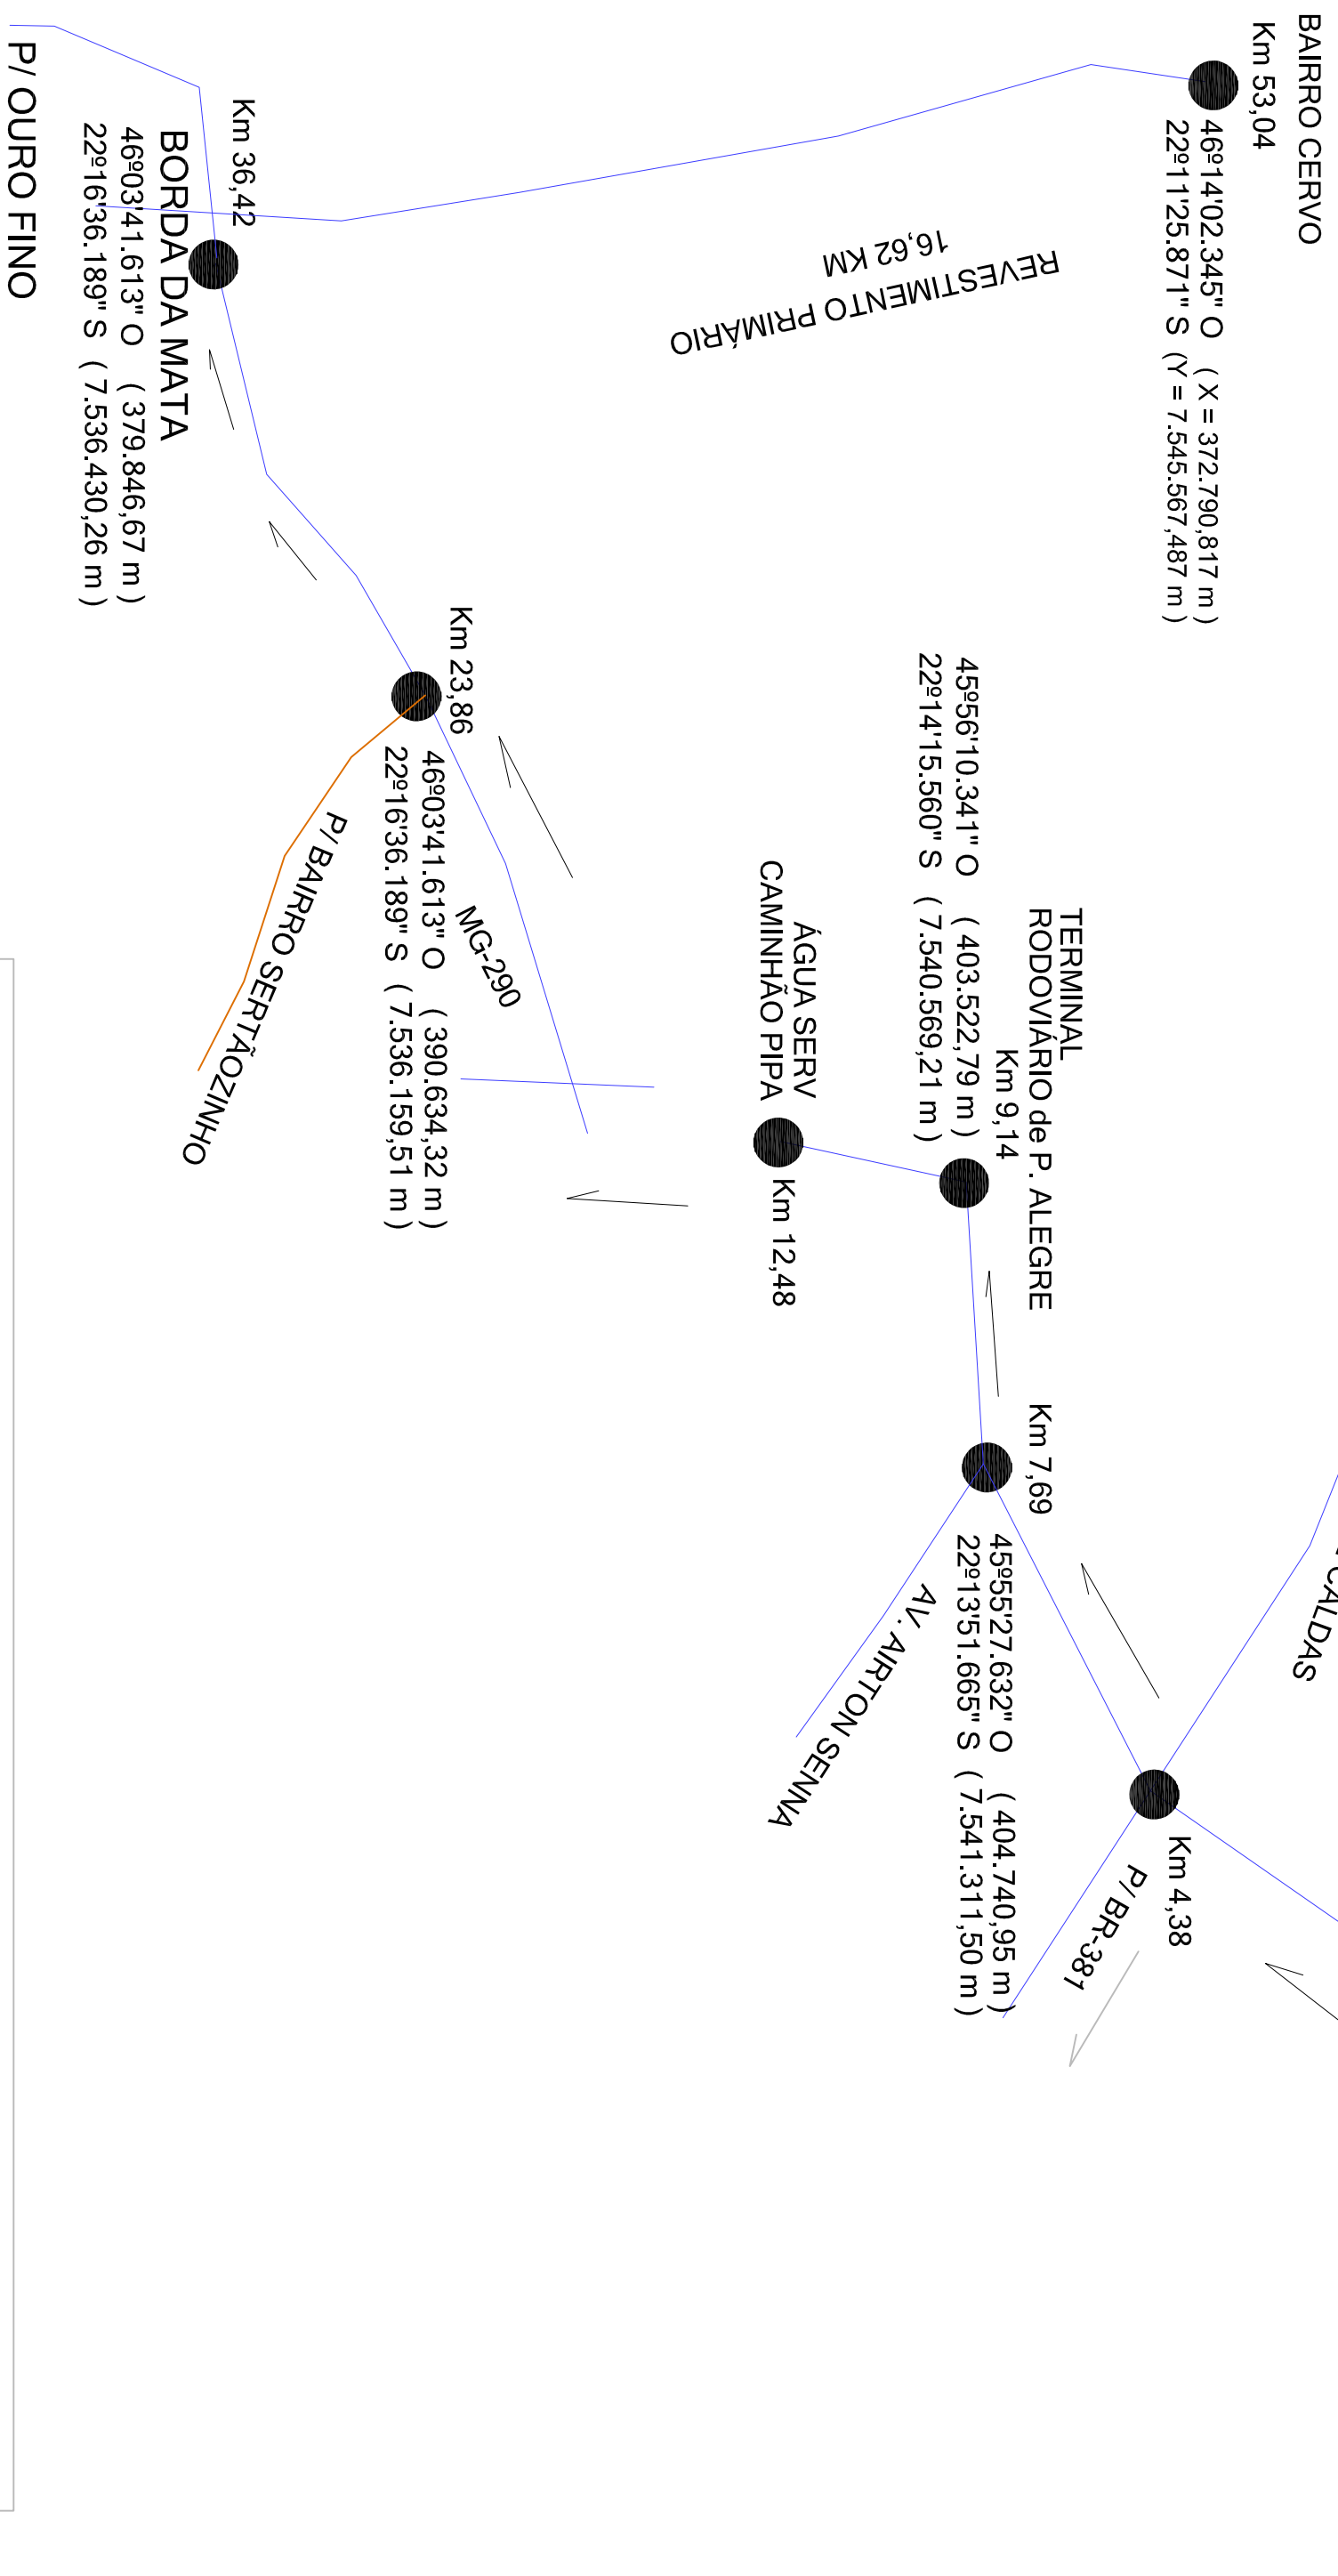 BAIRRO CERVO
Km 53,04
46º14'02.345" O ( X = 372.790,817 m )
22º11'25.871" S (Y = 7.545.567,487 m )
REVESTIMENTO PRIMÁRIO
16,62 KM
Km 36,42
BORDA DA MATA
46º03'41.613" O ( 379.846,67 m )
22º16'36.189" S ( 7.536.430,26 m )
P/ OURO FINO
Km 23,86
46º03'41.613" O ( 390.634,32 m )
22º16'36.189" S ( 7.536.159,51 m )
MG-290
P/ BAIRRO SERTÃOZINHO
TERMINAL
RODOVIÁRIO de P. ALEGRE
Km 9,14
45º56'10.341" O ( 403.522,79 m )
22º14'15.560" S ( 7.540.569,21 m )
ÁGUA SERV
CAMINHÃO PIPA
Km 12,48
Km 7,69
45º55'27.632" O ( 404.740,95 m )
22º13'51.665" S ( 7.541.311,50 m )
AV. AIRTON SENNA
CALDAS
Km 4,38
P/ BR-381